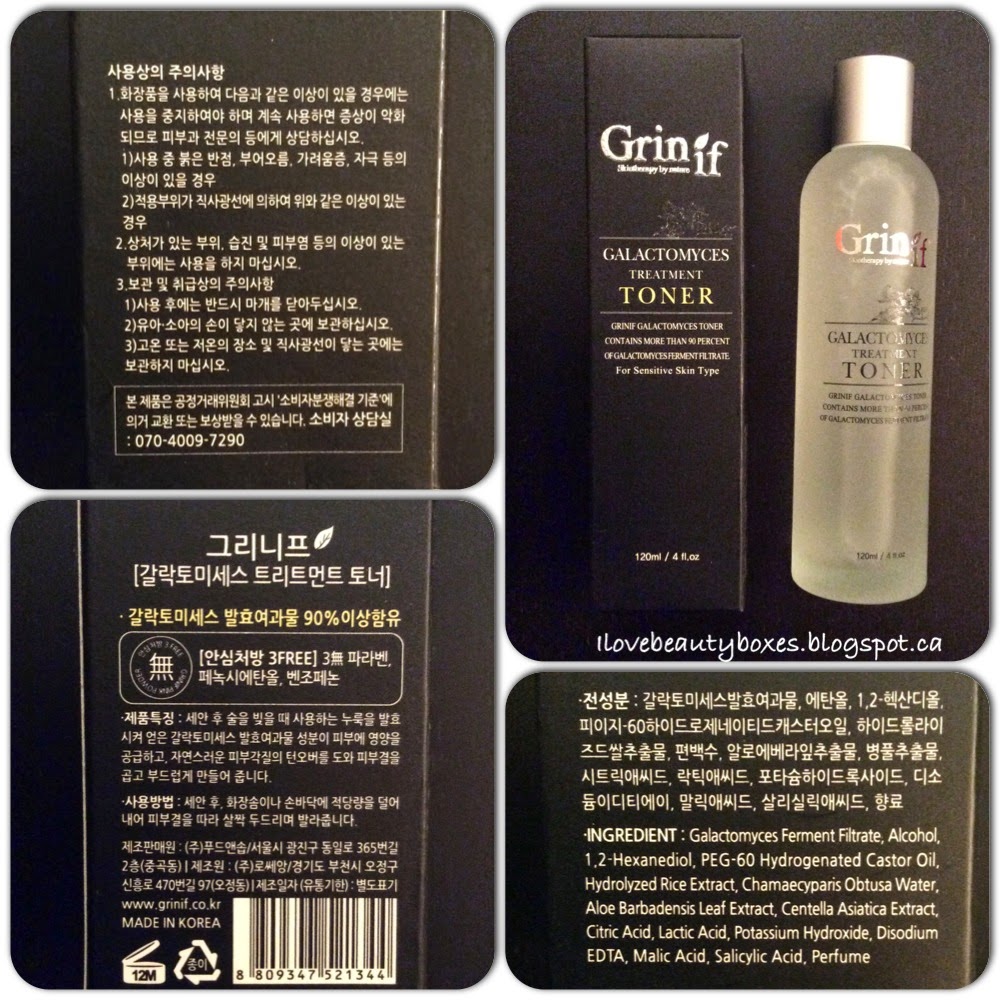 사용상의 주의사항
1.화장품을 사용하여 다음과 같은 이상이 있을 경우에는
사용을 중지하여야 하며 계속 사용하면 증상이 악화
되므로 피부과 전문의 등에게 상담하십시오.
1)사용 중 붉은 반점, 부어오름, 가려움증, 자극 등의
이상이 있을 경우
2)적용부위가 직사광선에 의하여 위와 같은 이상이 있는
경우
2.상처가 있는 부위, 습진 및 피부염 등의 이상이 있는
부위에는 사용을 하지 마십시오.
3.보관 및 취급상의 주의사항
1)사용 후에는 반드시 마개를 닫아두십시오.
2)유아·소아의 손이 닿지 않는 곳에 보관하십시오.
3)고온 또는 저온의 장소 및 직사광선이 닿는 곳에는
보관하지 마십시오.
본 제품은 공정거래위원회 고시 '소비자분쟁해결 기준'에
의거 교환 또는 보상받을 수 있습니다. 소비자 상담실
: 070-4009-7290
Grinif
Skintherapy by nature
GALACTOMYCES
TREATMENT
TONER
GRINIF GALACTOMYCES TONER
CONTAINS MORE THAN 90 PERCENT
OF GALACTOMYCES FERMENT FILTRATE.
For Sensitive Skin Type
120ml / 4 fl.oz
Grinif
Skintherapy by nature
GALACTOMYCES
TREATMENT
TONER
GRINIF GALACTOMYCES TONER
CONTAINS MORE THAN 90 PERCENT
OF GALACTOMYCES FERMENT FILTRATE
120ml / 4 fl.oz
Ilovebeautyboxes.blogspot.ca
그리니프
[갈락토미세스 트리트먼트 토너]
· 갈락토미세스 발효여과물 90%이상함유
안심처방 3 FREE
無
[안심처방 3FREE] 3無 파라벤,
페녹시에탄올, 벤조페논
·제품특징 : 세안 후 술을 빚을 때 사용하는 누룩을 발효
시켜 얻은 갈락토미세스 발효여과물 성분이 피부에 영양을
공급하고, 자연스러운 피부각질의 턴오버를 도와 피부결을
곱고 부드럽게 만들어 줍니다.
·사용방법 : 세안 후, 화장솜이나 손바닥에 적당량을 덜어
내어 피부결을 따라 살짝 두드리며 발라줍니다.
제조판매원 : (주)푸드앤숍/서울시 광진구 동일로 365번길
2층(중곡동) | 제조원 : (주)로쎄앙/경기도 부천시 오정구
신흥로 470번길 97(오정동) | 제조일자 (유통기한) : 별도표기
www.grinif.co.kr
MADE IN KOREA
12M
종이
8 809347 521344
·전성분 : 갈락토미세스발효여과물, 에탄올, 1,2-헥산디올,
피이지-60하이드로제네이티드캐스터오일, 하이드롤라이
즈드쌀추출물, 편백수, 알로에베라잎추출물, 병풀추출물,
시트릭애씨드, 락틱애씨드, 포타슘하이드록사이드, 디소
듐이디티에이, 말릭애씨드, 살리실릭애씨드, 향료
·INGREDIENT : Galactomyces Ferment Filtrate, Alcohol,
1,2-Hexanediol, PEG-60 Hydrogenated Castor Oil,
Hydrolyzed Rice Extract, Chamaecyparis Obtusa Water,
Aloe Barbadensis Leaf Extract, Centella Asiatica Extract,
Citric Acid, Lactic Acid, Potassium Hydroxide, Disodium
EDTA, Malic Acid, Salicylic Acid, Perfume